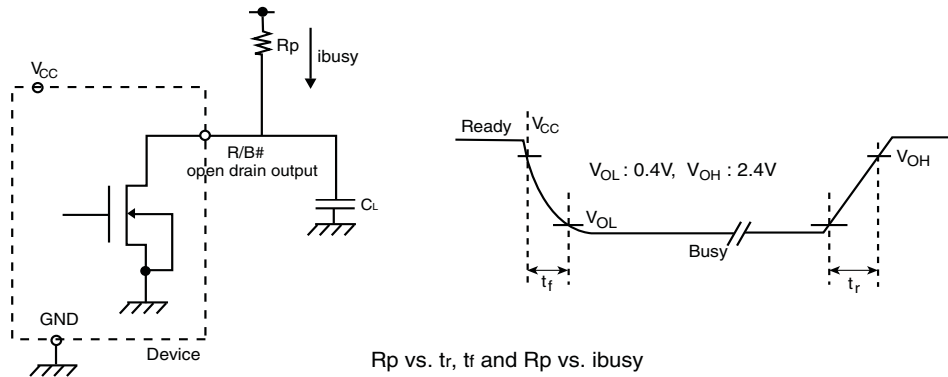 Rp
ibusy
VCC
R/B#
open drain output
CL
GND
Device
Ready
VCC
VOL : 0.4V, VOH : 2.4V
VOH
VOL
Busy
tf
tr
Rp vs. tr, tf and Rp vs. ibusy